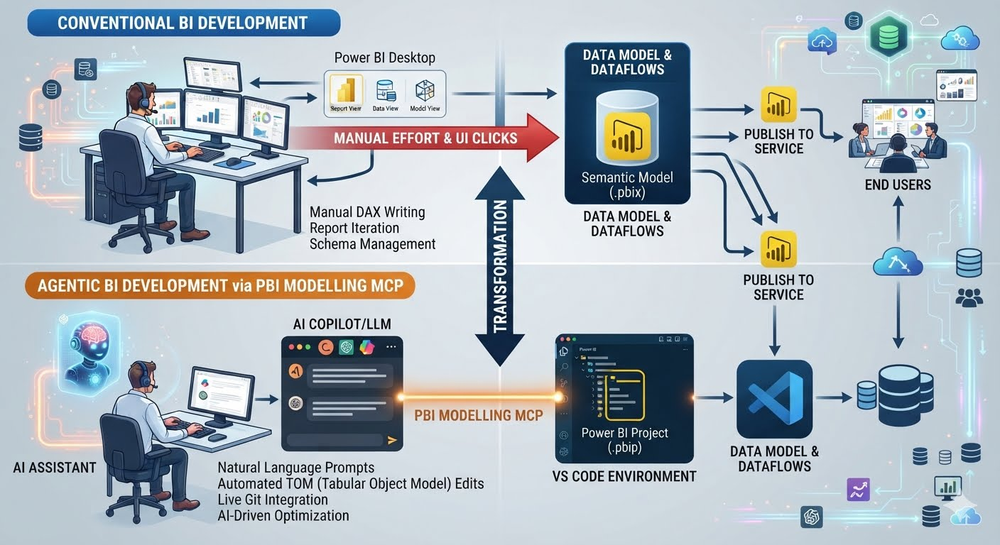 CONVENTIONAL BI DEVELOPMENT
Power BI Desktop
Report View
Data View
Model View
MANUAL EFFORT & UI CLICKS
Manual DAX Writing
Report Iteration
Schema Management
DATA MODEL &
DATAFLOWS
Semantic Model
(.pbix)
DATA MODEL &
DATAFLOWS
PUBLISH TO
SERVICE
END USERS
PUBLISH TO
SERVICE
TRANSFORMATION
AGENTIC BI DEVELOPMENT via PBI MODELLING MCP
AI COPILOT/LLM
AI ASSISTANT
Natural Language Prompts
Automated TOM (Tabular Object Model) Edits
Live Git Integration
AI-Driven Optimization
PBI MODELLING MCP
Power BI Project
(.pbip)
VS CODE ENVIRONMENT
DATA MODEL &
DATAFLOWS